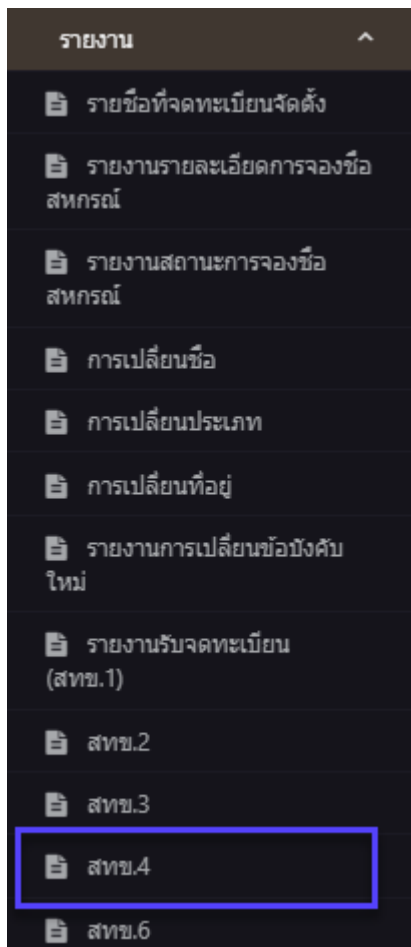 รายงาน
รายชื่อที่จดทะเบียนจัดตั้ง
รายงานรายละเอียดการจองชื่อ
สหกรณ์
รายงานสถานะการจองชื่อ
สหกรณ์
การเปลี่ยนชื่อ
การเปลี่ยนประเภท
การเปลี่ยนที่อยู่
รายงานการเปลี่ยนข้อบังคับ
ใหม่
รายงานรับจดทะเบียน
(สทข.1)
สทข.2
สทข.3
สทข.4
สทข.6